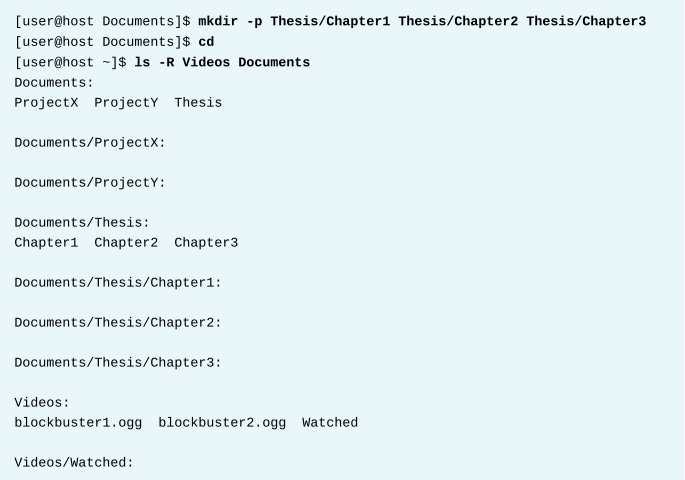 [user@host Documents]$ mkdir -p Thesis/Chapter1 Thesis/Chapter2 Thesis/Chapter3
[user@host Documents]$ cd
[user@host ~]$ ls -R Videos Documents
Documents:
ProjectX  ProjectY  Thesis

Documents/ProjectX:

Documents/ProjectY:

Documents/Thesis:
Chapter1  Chapter2  Chapter3

Documents/Thesis/Chapter1:

Documents/Thesis/Chapter2:

Documents/Thesis/Chapter3:

Videos:
blockbuster1.ogg  blockbuster2.ogg  Watched

Videos/Watched: